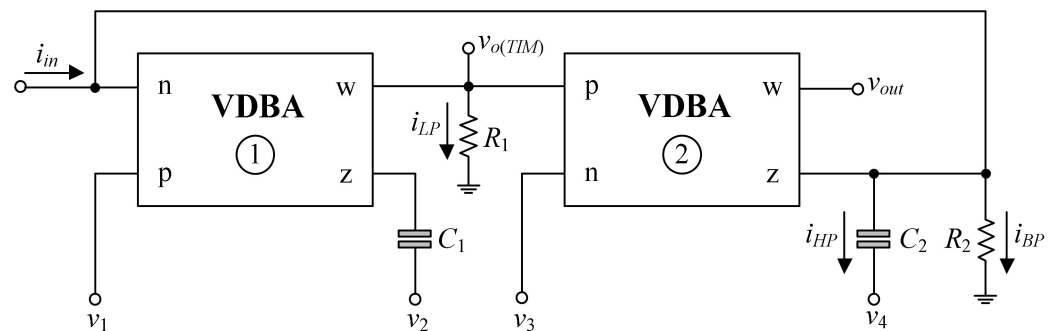 i_in
n
VDBA
1
p
w
z
v_o(TIM)
i_LP
R_1
p
VDBA
2
n
w
z
v_out
C_1
i_HP
C_2
R_2
i_BP
v_1
v_2
v_3
v_4